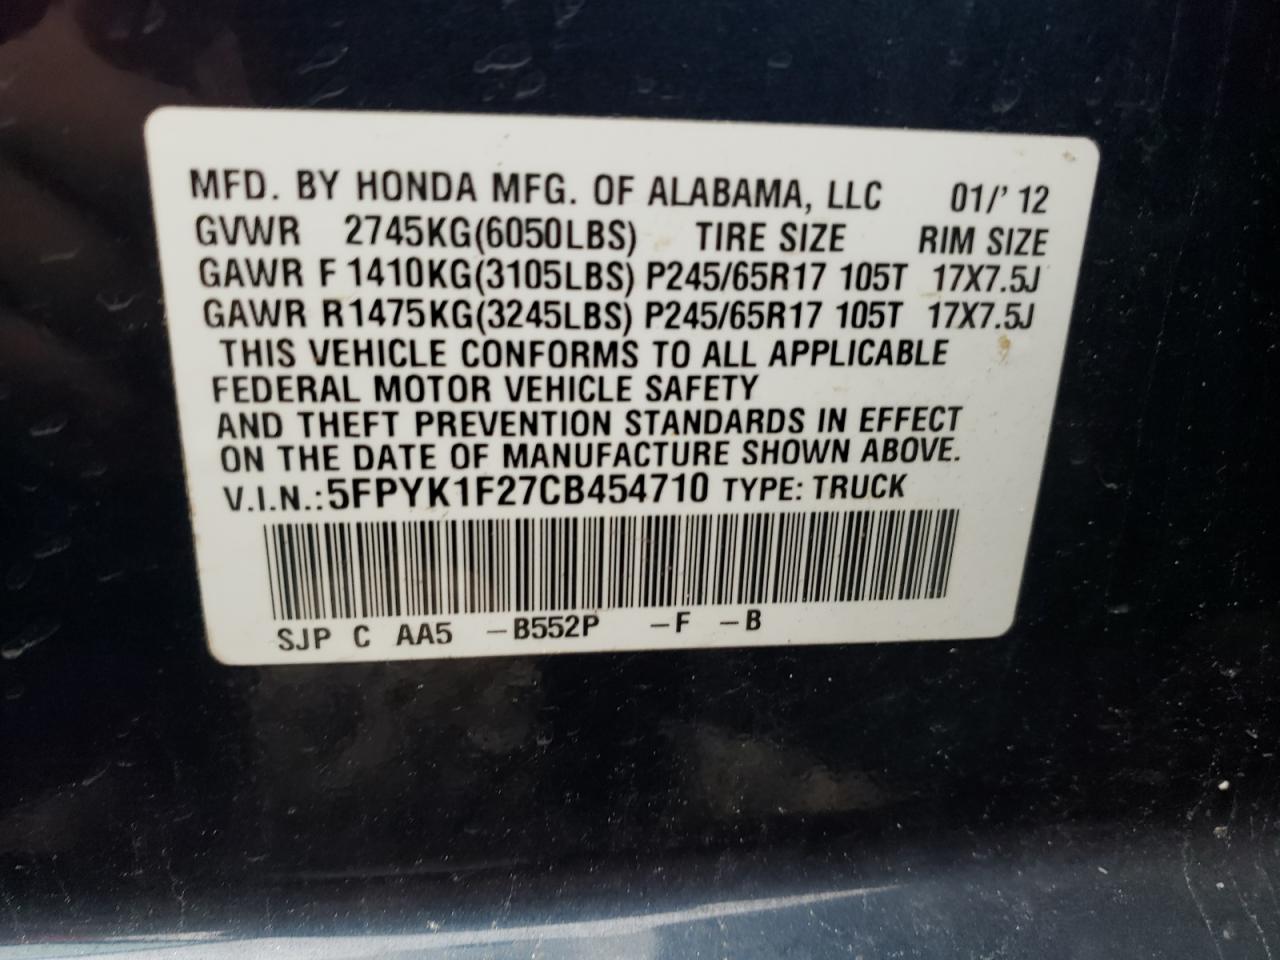 MFD. BY HONDA MFG. OF ALABAMA, LLC 01/' 12
GVWR 2745KG(6050LBS) TIRE SIZE RIM SIZE
GAWR F 1410KG(3105LBS) P245/65R17 105T 17X7.5J
GAWR R1475KG(3245LBS) P245/65R17 105T 17X7.5J
THIS VEHICLE CONFORMS TO ALL APPLICABLE
FEDERAL MOTOR VEHICLE SAFETY
AND THEFT PREVENTION STANDARDS IN EFFECT
ON THE DATE OF MANUFACTURE SHOWN ABOVE.
V.I.N.:5FPYK1F27CB454710 TYPE: TRUCK
SJP C AA5 –B552P –F –B